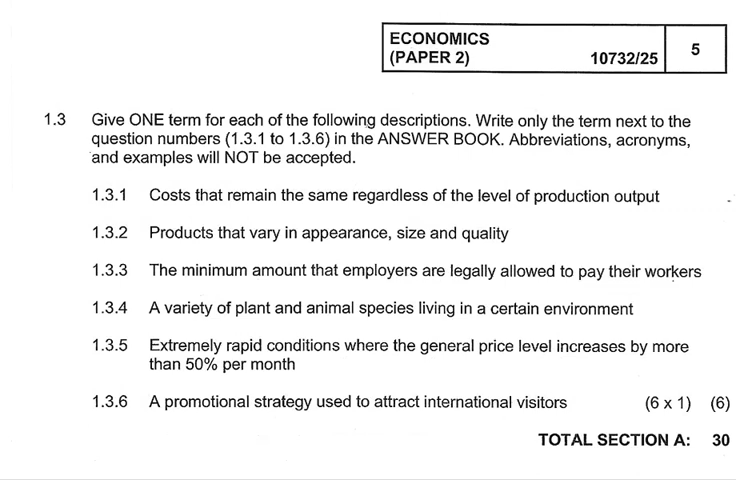 ECONOMICS
(PAPER 2) 10732/25 5
1.3 Give ONE term for each of the following descriptions. Write only the term next to the
question numbers (1.3.1 to 1.3.6) in the ANSWER BOOK. Abbreviations, acronyms,
and examples will NOT be accepted.
1.3.1 Costs that remain the same regardless of the level of production output
1.3.2 Products that vary in appearance, size and quality
1.3.3 The minimum amount that employers are legally allowed to pay their workers
1.3.4 A variety of plant and animal species living in a certain environment
1.3.5 Extremely rapid conditions where the general price level increases by more
than 50% per month
1.3.6 A promotional strategy used to attract international visitors (6 x 1) (6)
TOTAL SECTION A: 30